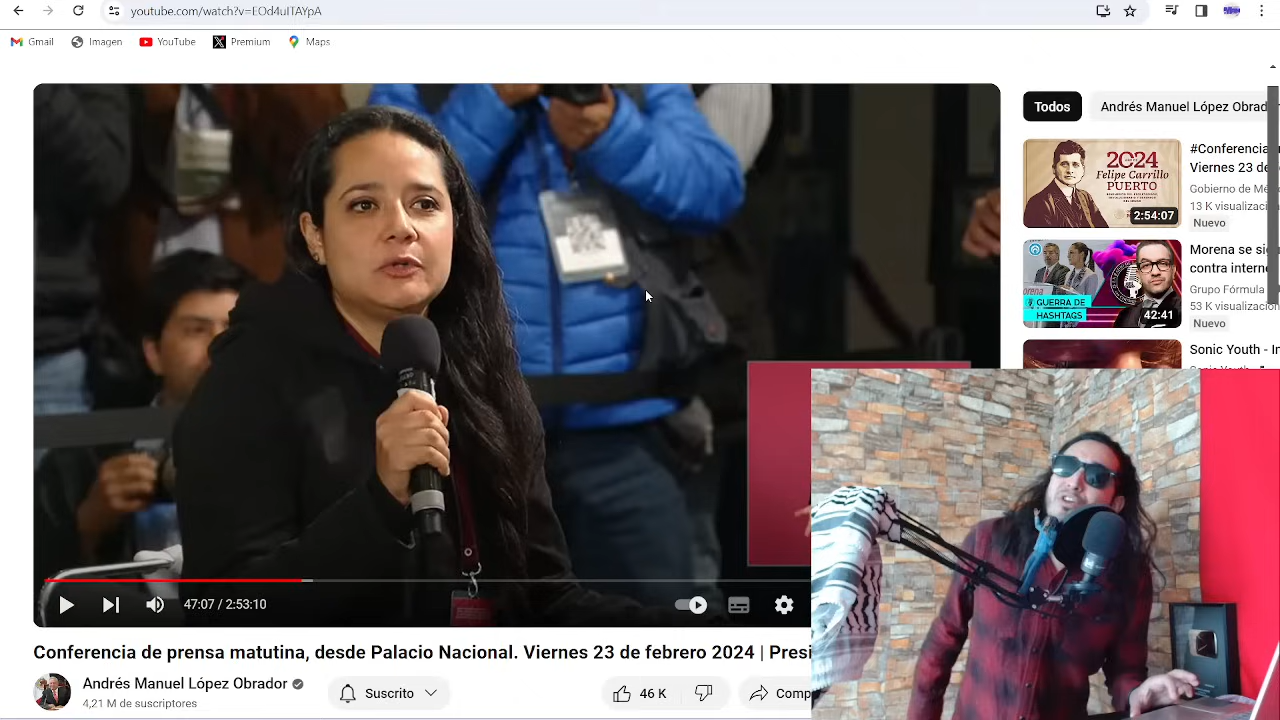 youtube.com/watch?v=EOd4uITAYpA
Gmail
Imagen
YouTube
Premium
Maps
Todos
Andrés Manuel López Obrad
2024
Felipe Carrillo
PUERTO
2:54:07
#Conferencia
Viernes 23 de
Gobierno de Mé
13 K visualizacio
Nuevo
GUERRA DE
HASHTAGS
42:41
Morena se si
contra intern
Grupo Fórmula
53 K visualizacio
Nuevo
Sonic Youth - In
47:07 / 2:53:10
Conferencia de prensa matutina, desde Palacio Nacional. Viernes 23 de febrero 2024 | Presi
Andrés Manuel López Obrador
4,21 M de suscriptores
Suscrito
46 K
Comp